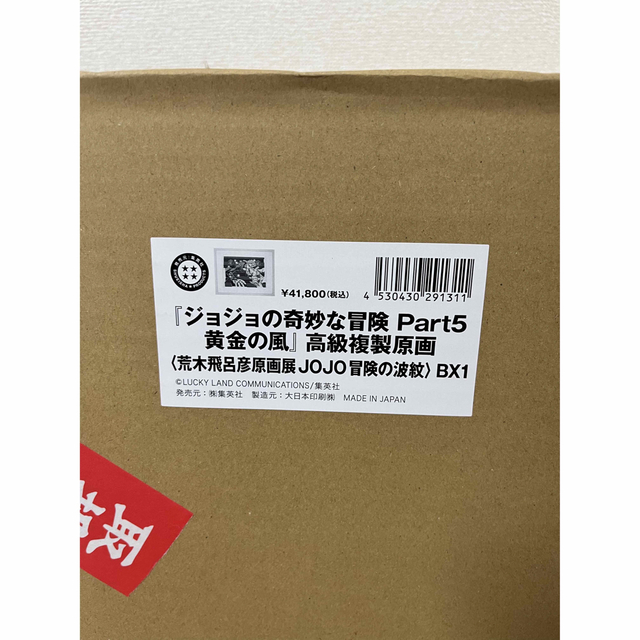 ¥41,800(税込)
4 530430 291311
『ジョジョの奇妙な冒険 Part5
黄金の風』高級複製原画
〈荒木飛呂彦原画展 JOJO 冒険の波紋〉BX1
©LUCKY LAND COMMUNICATIONS/集英社
発売元：㈱集英社 製造元：大日本印刷㈱ MADE IN JAPAN
取